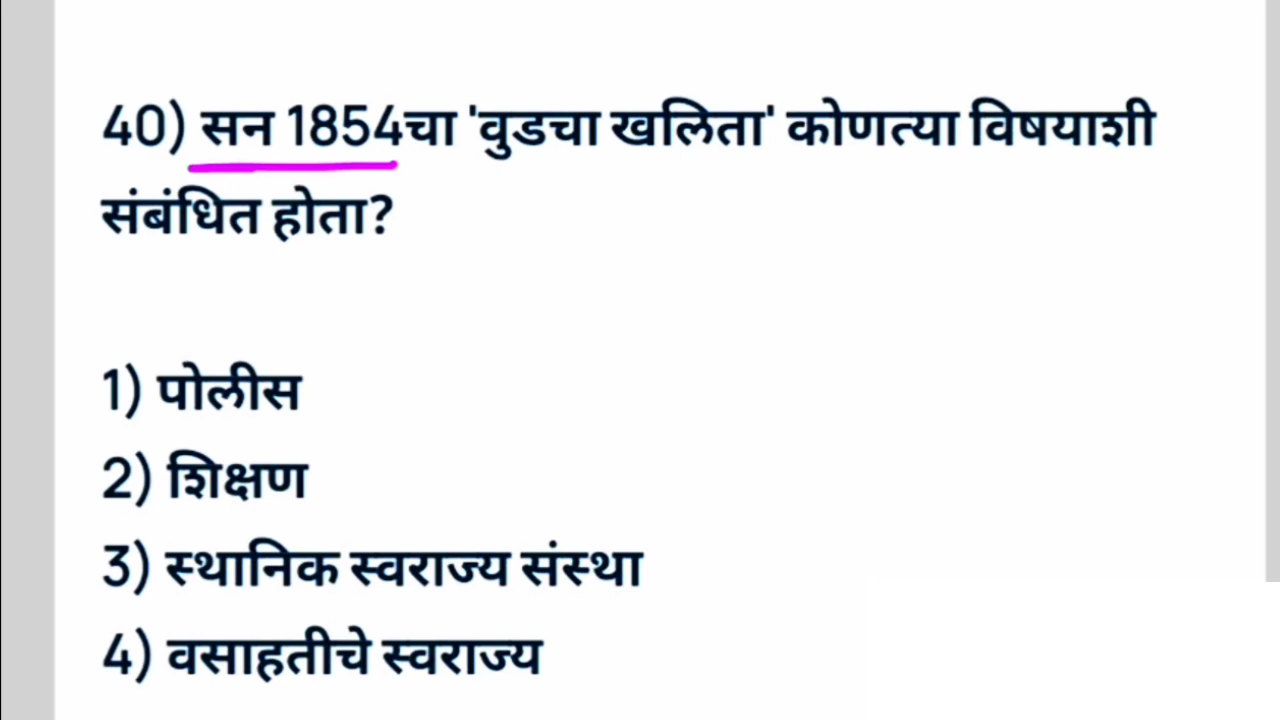 40) सन 1854चा 'वुडचा खलिता' कोणत्या विषयाशी
संबंधित होता?
1) पोलीस
2) शिक्षण
3) स्थानिक स्वराज्य संस्था
4) वसाहतीचे स्वराज्य